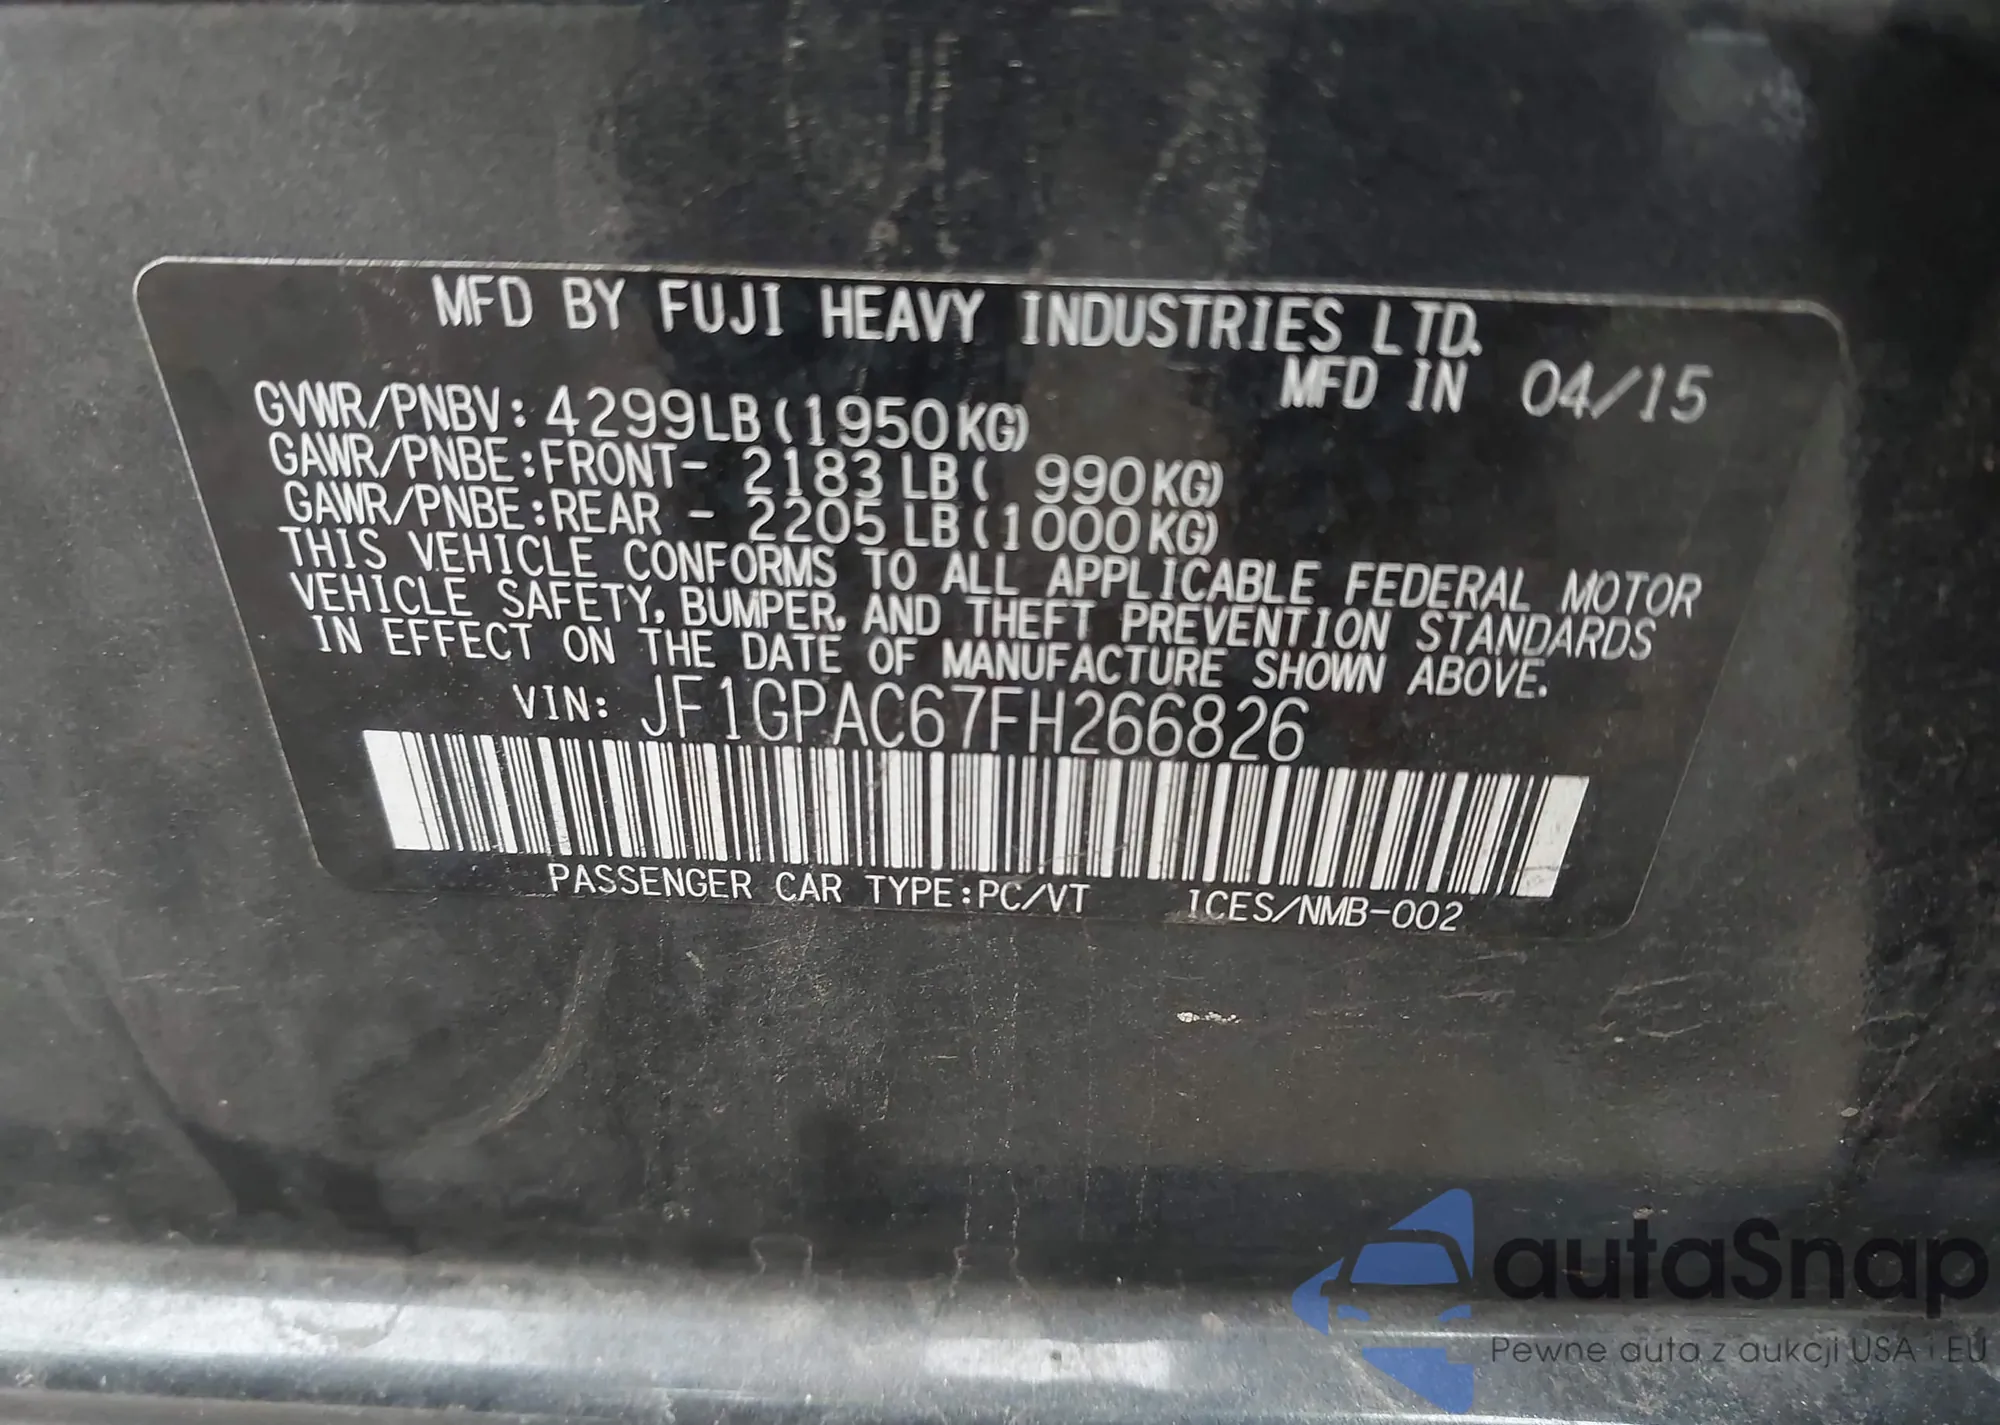 MFD BY FUJI HEAVY INDUSTRIES LTD.
MFD IN 04/15
GVWR/PNBV: 4299LB(1950KG)
GAWR/PNBE:FRONT- 2183LB( 990KG)
GAWR/PNBE:REAR - 2205LB(1000KG)
THIS VEHICLE CONFORMS TO ALL APPLICABLE FEDERAL MOTOR
VEHICLE SAFETY, BUMPER, AND THEFT PREVENTION STANDARDS
IN EFFECT ON THE DATE OF MANUFACTURE SHOWN ABOVE.
VIN: JF1GPAC67FH266826
PASSENGER CAR TYPE:PC/VT ICES/NMB-002
autaSnap
Pewne auta z aukcji USA i EU